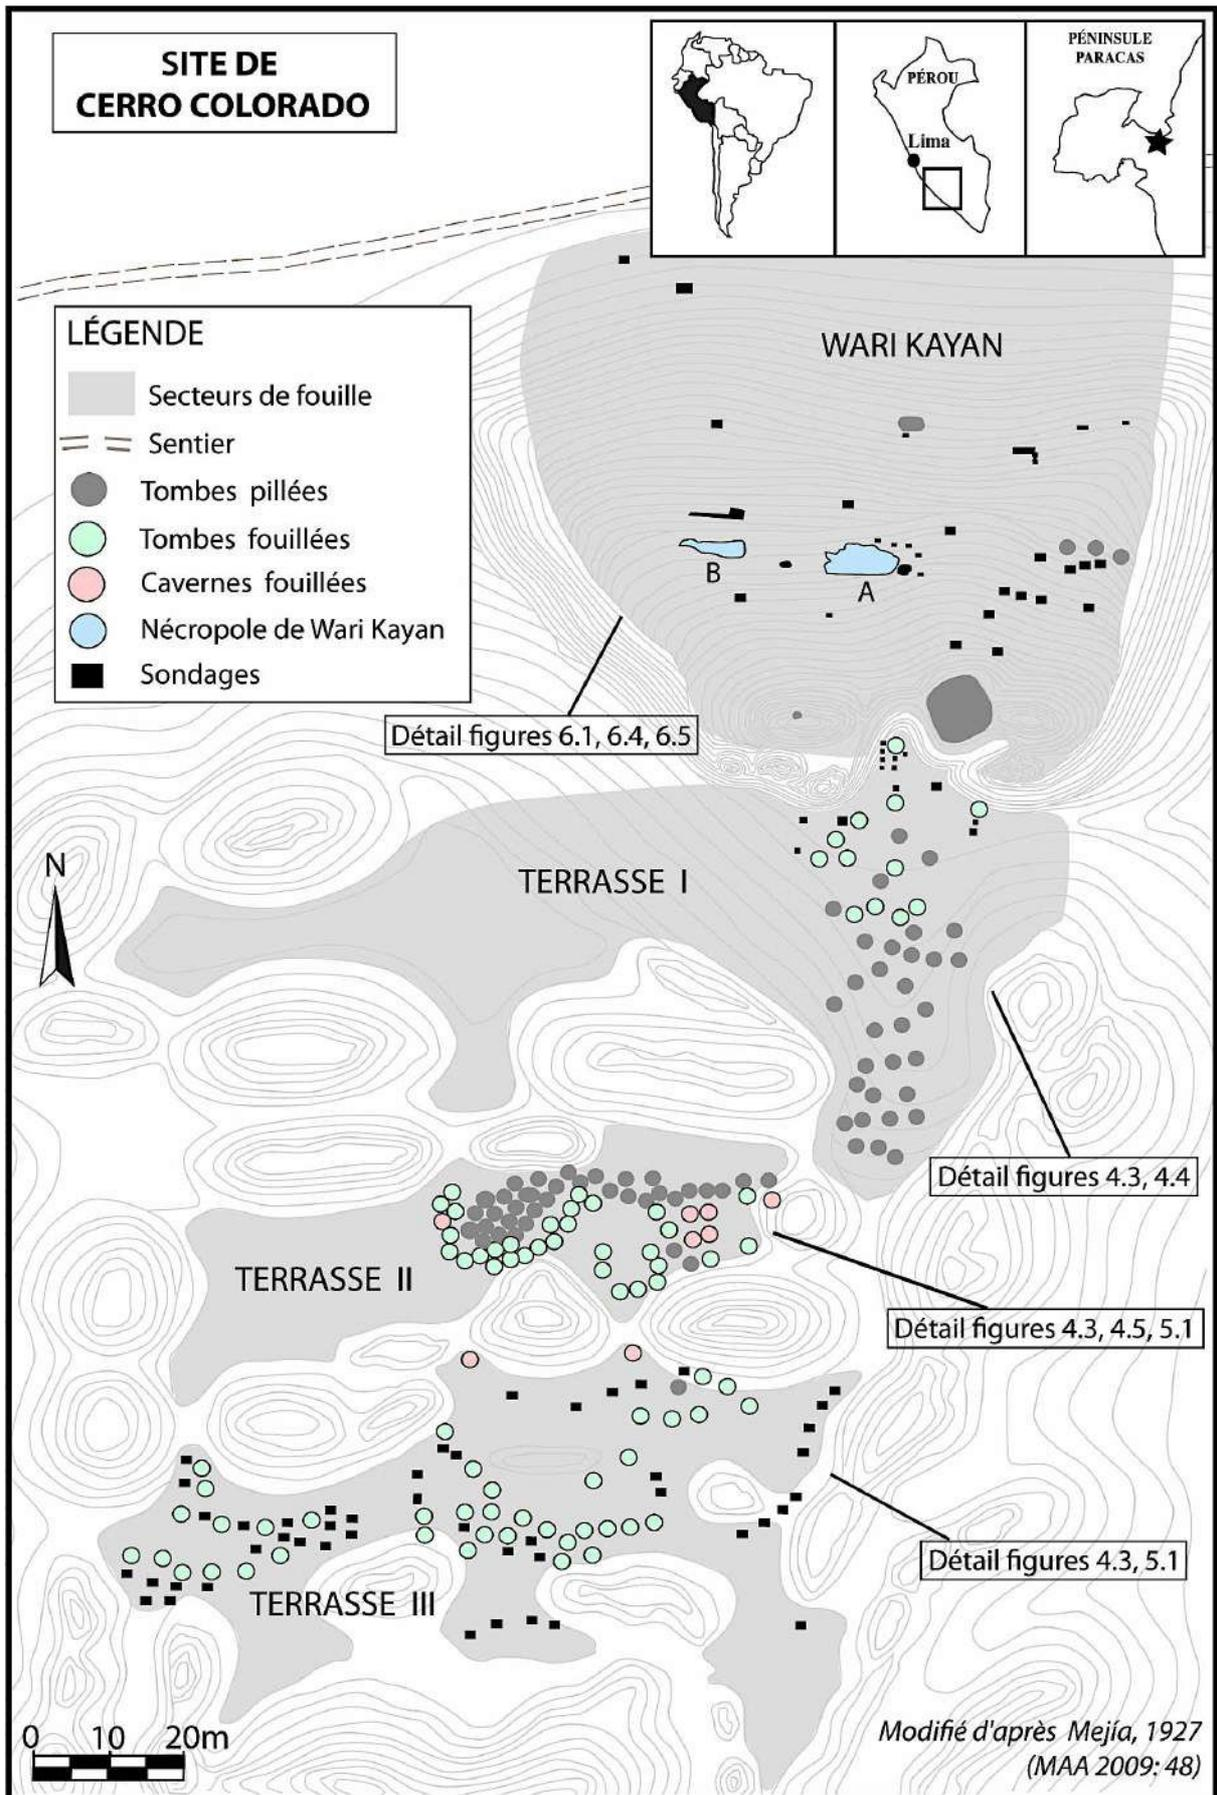 SITE DE
CERRO COLORADO
PÉROU
Lima
PÉNINSULE
PARACAS
LÉGENDE
Secteurs de fouille
Sentier
Tombes pillées
Tombes fouillées
Cavernes fouillées
Nécropole de Wari Kayan
Sondages
WARI KAYAN
B
A
Détail figures 6.1, 6.4, 6.5
N
TERRASSE I
Détail figures 4.3, 4.4
TERRASSE II
Détail figures 4.3, 4.5, 5.1
Détail figures 4.3, 5.1
TERRASSE III
0 10 20m
Modifié d'après Mejía, 1927
(MAA 2009: 48)